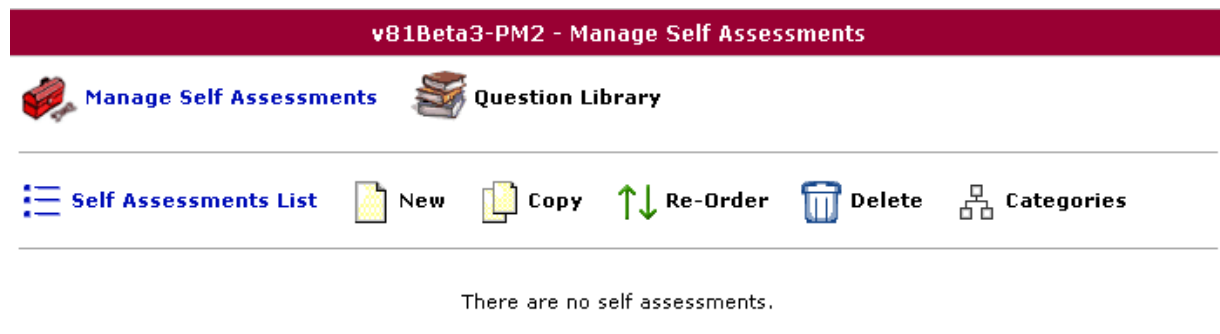 v81Beta3-PM2 - Manage Self Assessments
Manage Self Assessments Question Library
Self Assessments List New Copy Re-Order Delete Categories
There are no self assessments.